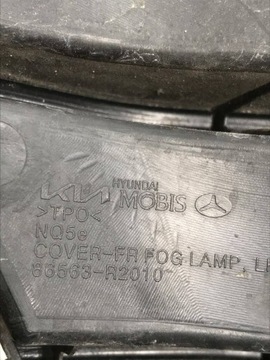 KIA HYUNDAI MOBIS
>TPO<
NQ5e
COVER-FR FOG LAMP, LH
86563-R2010